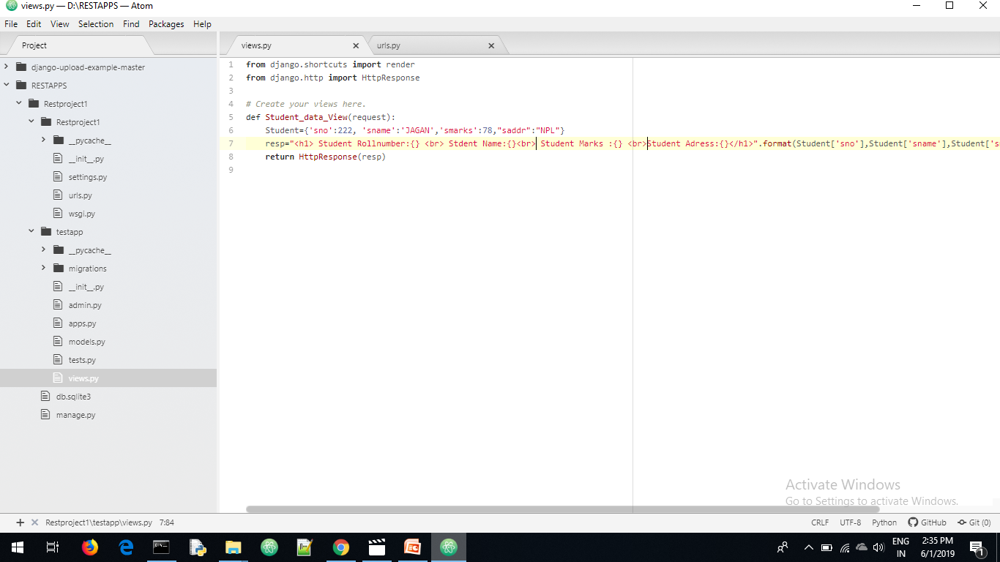 views.py — D:\RESTAPPS — Atom
File Edit View Selection Find Packages Help
Project
django-upload-example-master
RESTAPPS
Restproject1
Restproject1
__pycache__
__init__.py
settings.py
urls.py
wsgi.py
testapp
__pycache__
migrations
__init__.py
admin.py
apps.py
models.py
tests.py
views.py
db.sqlite3
manage.py
views.py
urls.py
1 from django.shortcuts import render
2 from django.http import HttpResponse
3
4 # Create your views here.
5 def Student_data_View(request):
6 Student={'sno':222, 'sname':'JAGAN','smarks':78,"saddr":"NPL"}
7 resp="<h1> Student Rollnumber:{} <br> Stdent Name:{}<br> Student Marks :{} <br>Student Adress:{}</h1>".format(Student['sno'],Student['sname'],Student['s
8 return HttpResponse(resp)
9
Activate Windows
Go to Settings to activate Windows.
Restproject1\testapp\views.py 7:84
CRLF UTF-8 Python GitHub Git (0)
ENG
IN
2:35 PM
6/1/2019
1